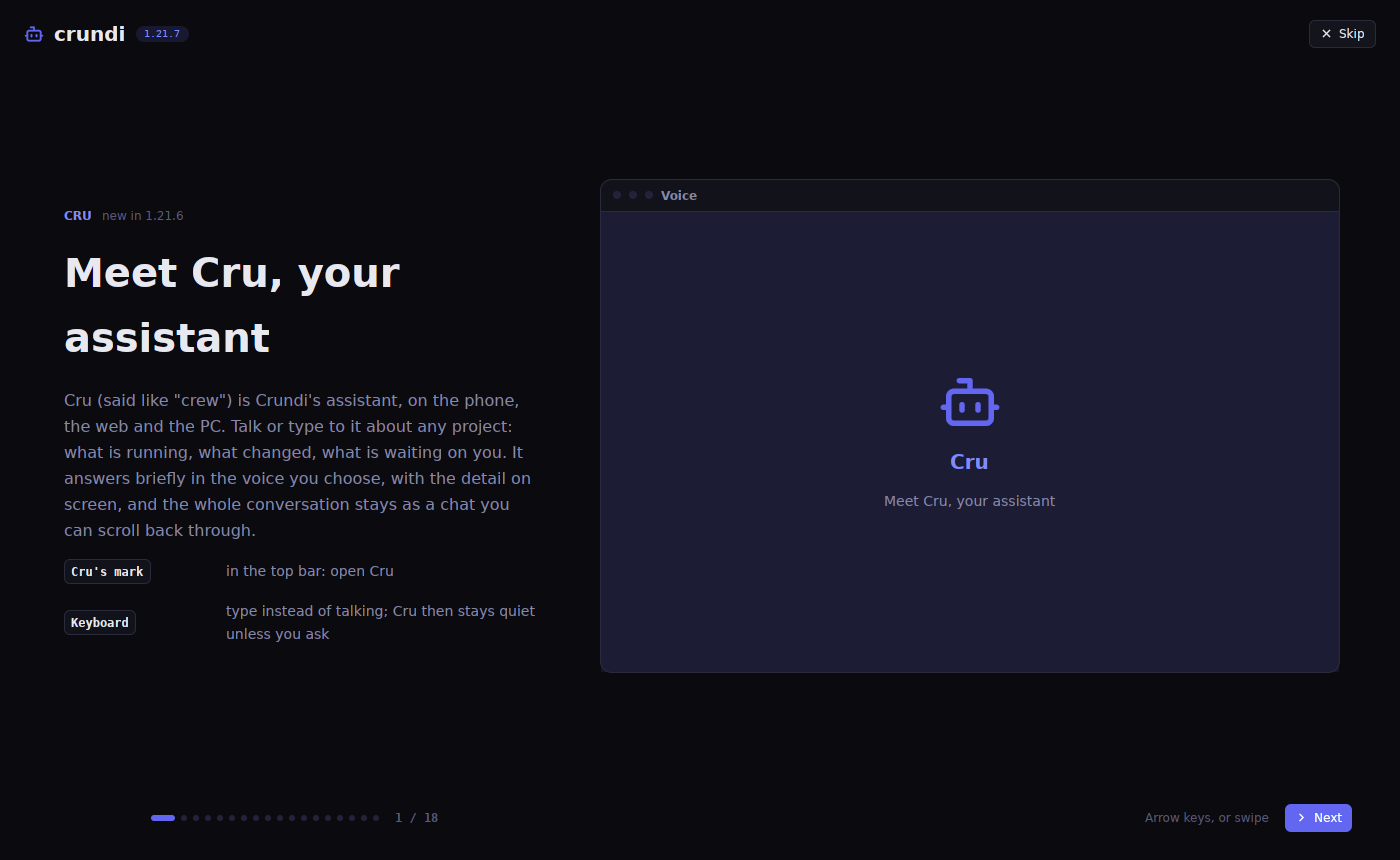 crundi 1.21.7
Skip
CRU new in 1.21.6
Meet Cru, your
assistant
Cru (said like "crew") is Crundi's assistant, on the phone,
the web and the PC. Talk or type to it about any project:
what is running, what changed, what is waiting on you. It
answers briefly in the voice you choose, with the detail on
screen, and the whole conversation stays as a chat you
can scroll back through.
Cru's mark in the top bar: open Cru
Keyboard type instead of talking; Cru then stays quiet
unless you ask
Voice
Cru
Meet Cru, your assistant
1 / 18
Arrow keys, or swipe
Next